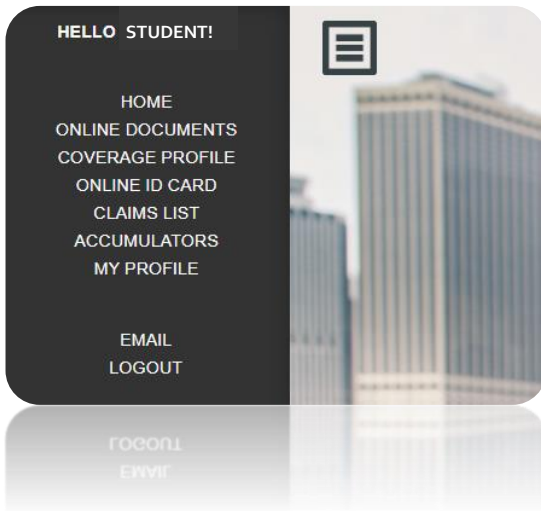 HELLO STUDENT!
HOME
ONLINE DOCUMENTS
COVERAGE PROFILE
ONLINE ID CARD
CLAIMS LIST
ACCUMULATORS
MY PROFILE
EMAIL
LOGOUT